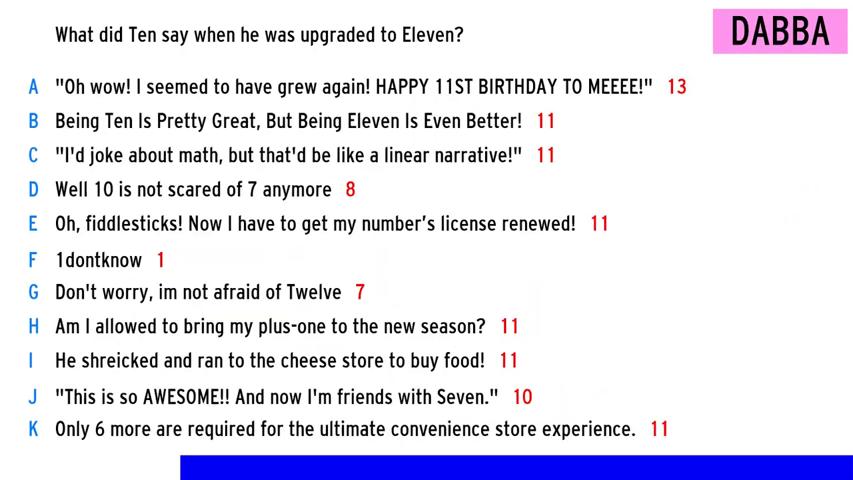 What did Ten say when he was upgraded to Eleven?
DABBA
A "Oh wow! I seemed to have grew again! HAPPY 11ST BIRTHDAY TO MEEEE!" 13
B Being Ten Is Pretty Great, But Being Eleven Is Even Better! 11
C "I'd joke about math, but that'd be like a linear narrative!" 11
D Well 10 is not scared of 7 anymore 8
E Oh, fiddlesticks! Now I have to get my number's license renewed! 11
F 1dontknow 1
G Don't worry, im not afraid of Twelve 7
H Am I allowed to bring my plus-one to the new season? 11
I He shreicked and ran to the cheese store to buy food! 11
J "This is so AWESOME!! And now I'm friends with Seven." 10
K Only 6 more are required for the ultimate convenience store experience. 11